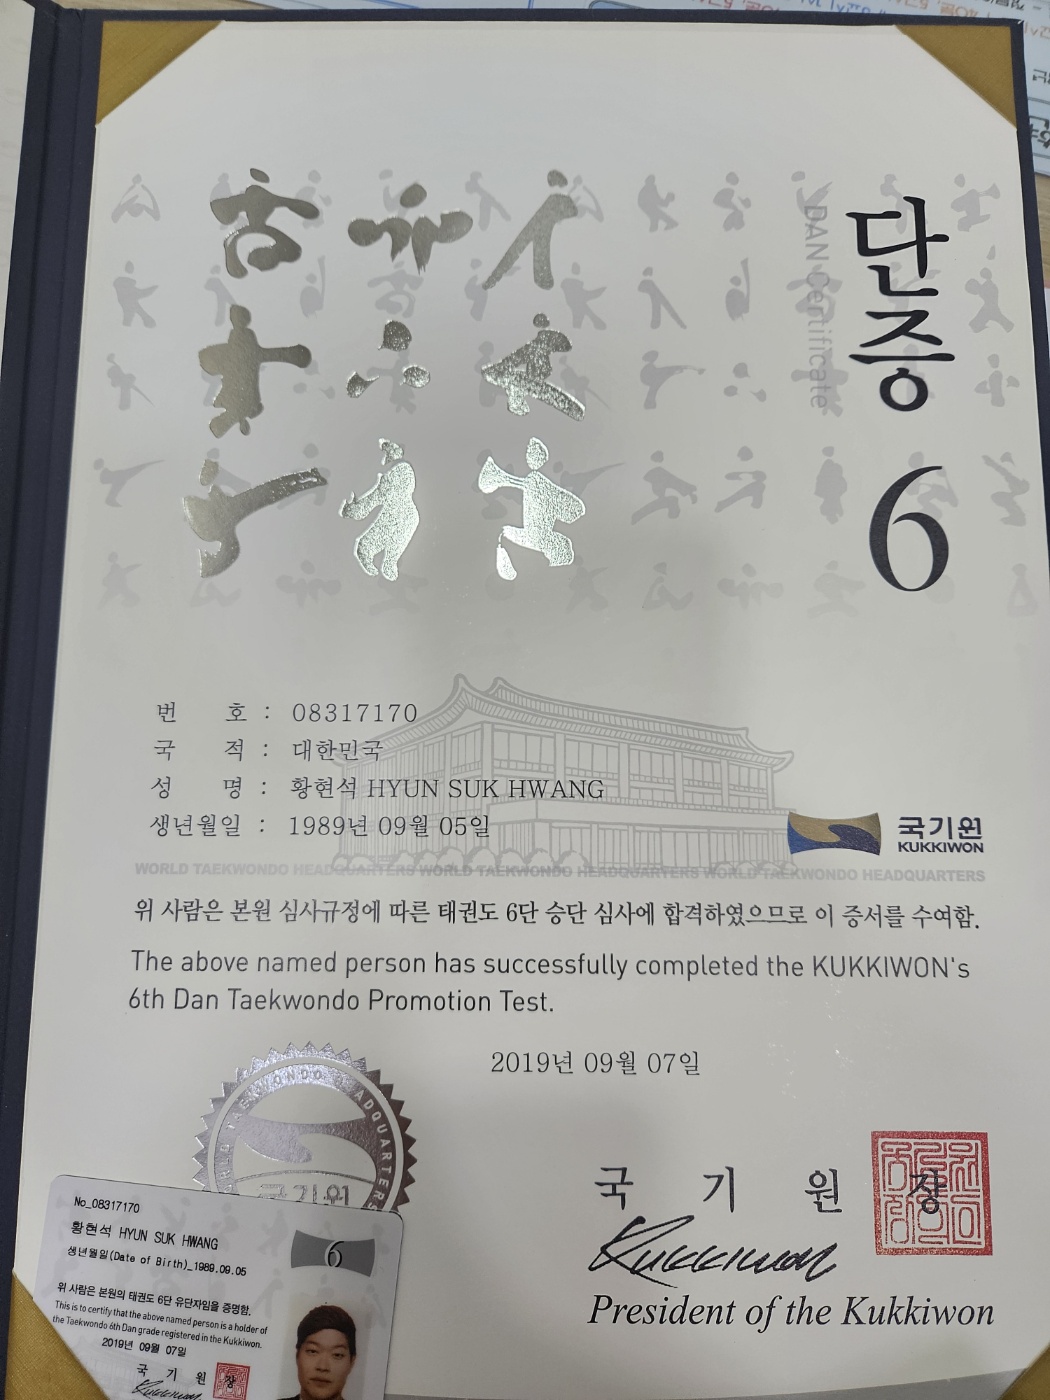 단증
DAN Certificate
6
번 호 : 08317170
국 적 : 대한민국
성 명 : 황현석 HYUN SUK HWANG
생년월일 : 1989년 09월 05일
국기원
KUKKIWON
WORLD TAEKWONDO HEADQUARTERS WORLD TAEKWONDO HEADQUARTERS WORLD TAEKWONDO HEADQUARTERS
위 사람은 본원 심사규정에 따른 태권도 6단 승단 심사에 합격하였으므로 이 증서를 수여함.
The above named person has successfully completed the KUKKIWON's
6th Dan Taekwondo Promotion Test.
2019년 09월 07일
국기원
국 기 원 장
Kukkiwon
President of the Kukkiwon
No_08317170
황현석 HYUN SUK HWANG
생년월일(Date of Birth)_1989.09.05
6
위 사람은 본원의 태권도 6단 유단자임을 증명함.
This is to certify that the above named person is a holder of
the Taekwondo 6th Dan grade registered in the Kukkiwon.
2019년 09월 07일
국 기 원 장
Kukkiwon